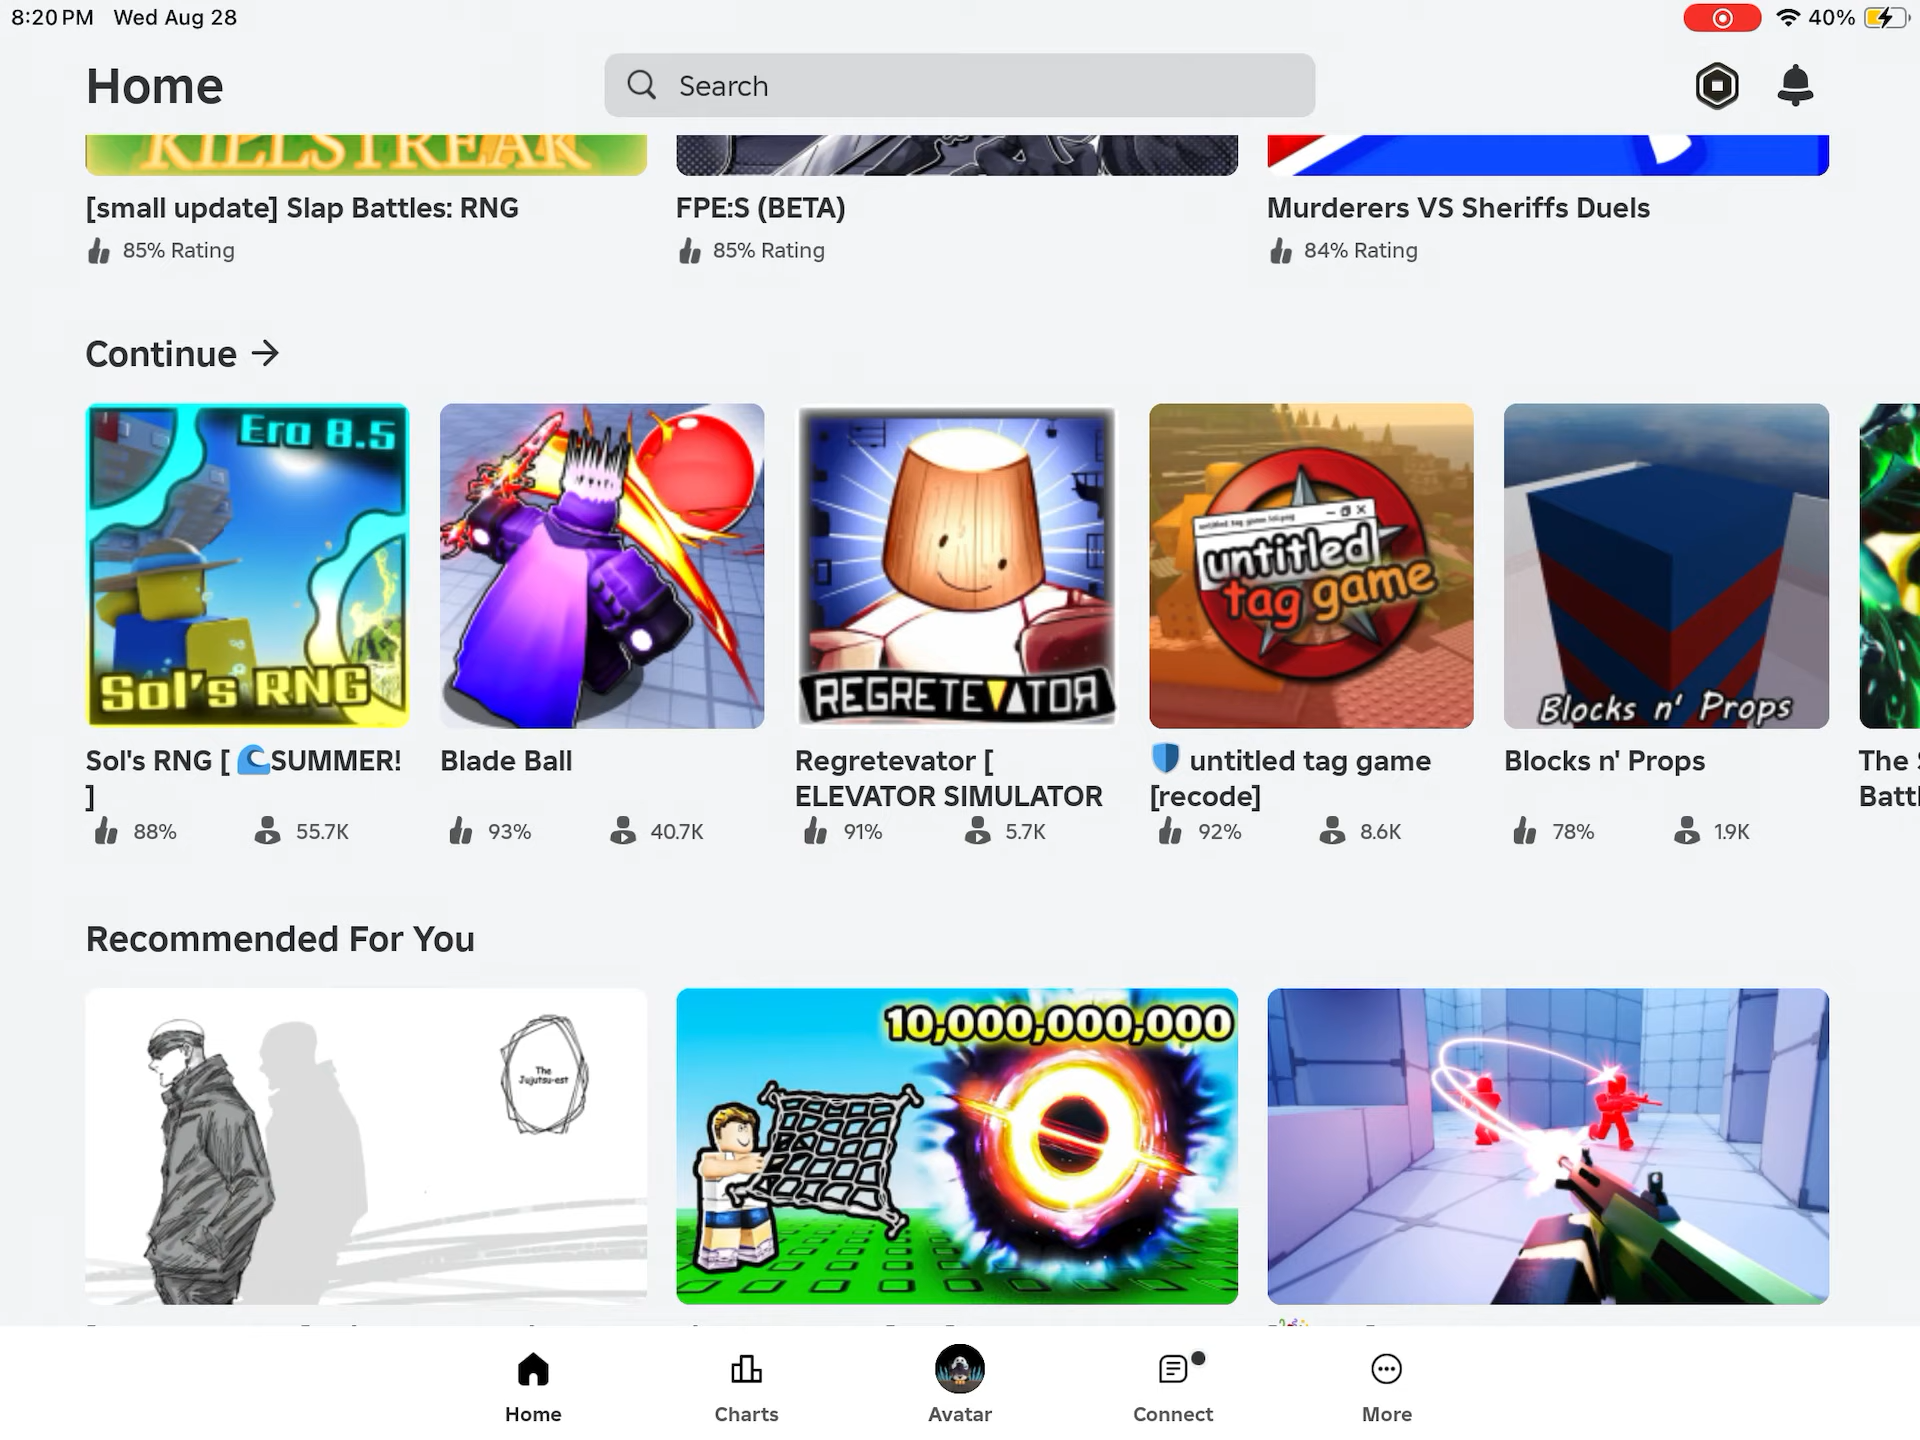 8:20 PM Wed Aug 28
40%
Home
Search
KILLSTREAK
[small update] Slap Battles: RNG
FPE:S (BETA)
Murderers VS Sheriffs Duels
85% Rating
85% Rating
84% Rating
Continue →
Era 8.5
Sol's RNG
REGRETEVATOR
untitled
tag game
Blocks n' Props
Sol's RNG [ 🌊SUMMER!
]
Blade Ball
Regretevator [
ELEVATOR SIMULATOR
🛡️ untitled tag game
[recode]
Blocks n' Props
88%
55.7K
93%
40.7K
91%
5.7K
92%
8.6K
78%
1.9K
Recommended For You
The
Jujutsu-est
10,000,000,000
Home
Charts
Avatar
Connect
More